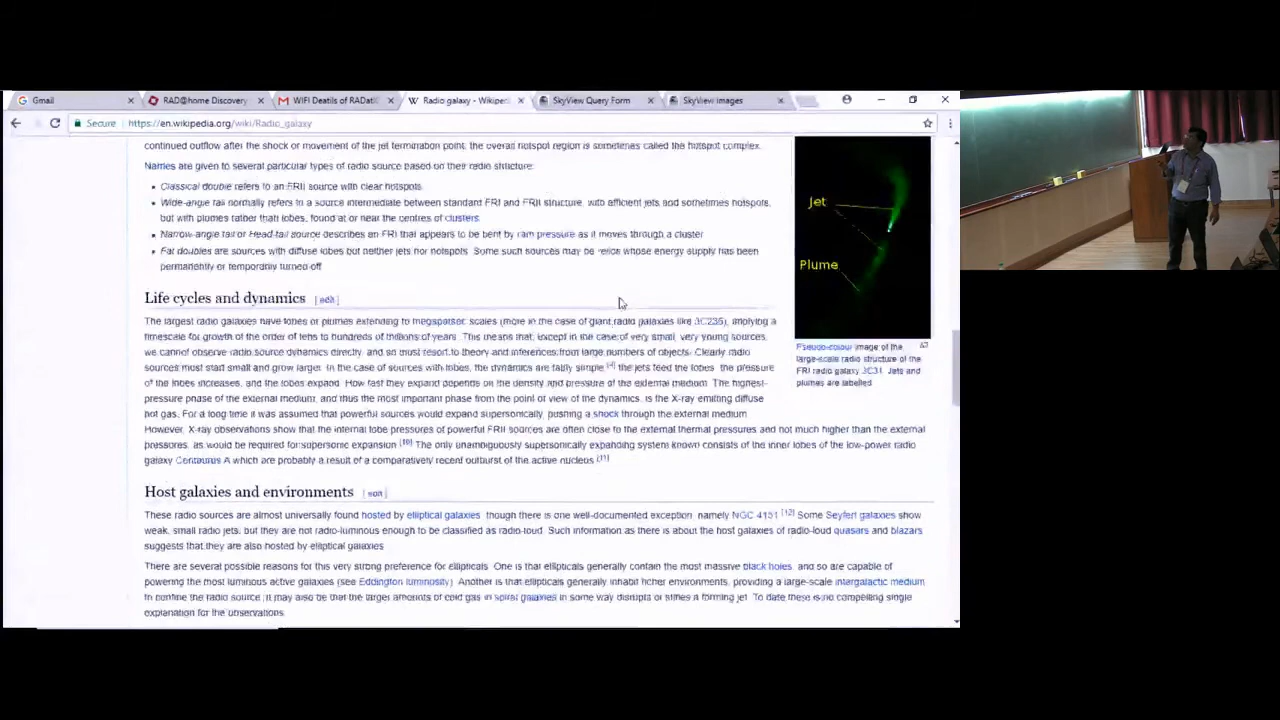 Gmail
RAD@home Discovery
WIFI Deatils of RADati
Radio galaxy - Wikiped
SkyView Query Form
SkyView images
Secure https://en.wikipedia.org/wiki/Radio_galaxy
continued outflow after the shock or movement of the jet termination point, the overall hotspot region is sometimes called the hotspot complex.
Names are given to several particular types of radio source based on their radio structure:
Classical double refers to an FRII source with clear hotspots.
Wide-angle tail normally refers to a source intermediate between standard FRI and FRII structure, with efficient jets and sometimes hotspots,
but with plumes rather than lobes, found at or near the centres of clusters.
Narrow-angle tail or Head-tail source describes an FRI that appears to be bent by ram pressure as it moves through a cluster.
Fat doubles are sources with diffuse lobes but neither jets nor hotspots. Some such sources may be relics whose energy supply has been
permanently or temporarily turned off.
Jet
Plume
Pseudo-colour image of the
large-scale radio structure of the
FRI radio galaxy 3C31. Jets and
plumes are labelled
Life cycles and dynamics [edit]
The largest radio galaxies have lobes or plumes extending to megaparsec scales (more in the case of giant radio galaxies like 3C236), implying a
timescale for growth of the order of tens to hundreds of millions of years. This means that, except in the case of very small, very young sources,
we cannot observe radio source dynamics directly, and so must resort to theory and inferences from large numbers of objects. Clearly radio
sources must start small and grow larger. In the case of sources with lobes, the dynamics are fairly simple: the jets feed the lobes, the pressure
of the lobes increases, and the lobes expand. How fast they expand depends on the density and pressure of the external medium. The highest-
pressure phase of the external medium, and thus the most important phase from the point of view of the dynamics, is the X-ray emitting diffuse
hot gas. For a long time it was assumed that powerful sources would expand supersonically, pushing a shock through the external medium.
However, X-ray observations show that the internal lobe pressures of powerful FRII sources are often close to the external thermal pressures and not much higher than the external
pressures, as would be required for supersonic expansion.[10] The only unambiguously supersonically expanding system known consists of the inner lobes of the low-power radio
galaxy Centaurus A which are probably a result of a comparatively recent outburst of the active nucleus.[11]
Host galaxies and environments [edit]
These radio sources are almost universally found hosted by elliptical galaxies, though there is one well-documented exception, namely NGC 4151.[12] Some Seyfert galaxies show
weak, small radio jets, but they are not radio-luminous enough to be classified as radio-loud. Such information as there is about the host galaxies of radio-loud quasars and blazars
suggests that they are also hosted by elliptical galaxies.
There are several possible reasons for this very strong preference for ellipticals. One is that ellipticals generally contain the most massive black holes, and so are capable of
powering the most luminous active galaxies (see Eddington luminosity). Another is that ellipticals generally inhabit richer environments, providing a large-scale intergalactic medium
to confine the radio source. It may also be that the larger amounts of cold gas in spiral galaxies in some way disrupts or stifles a forming jet. To date there is no compelling single
explanation for the observations.